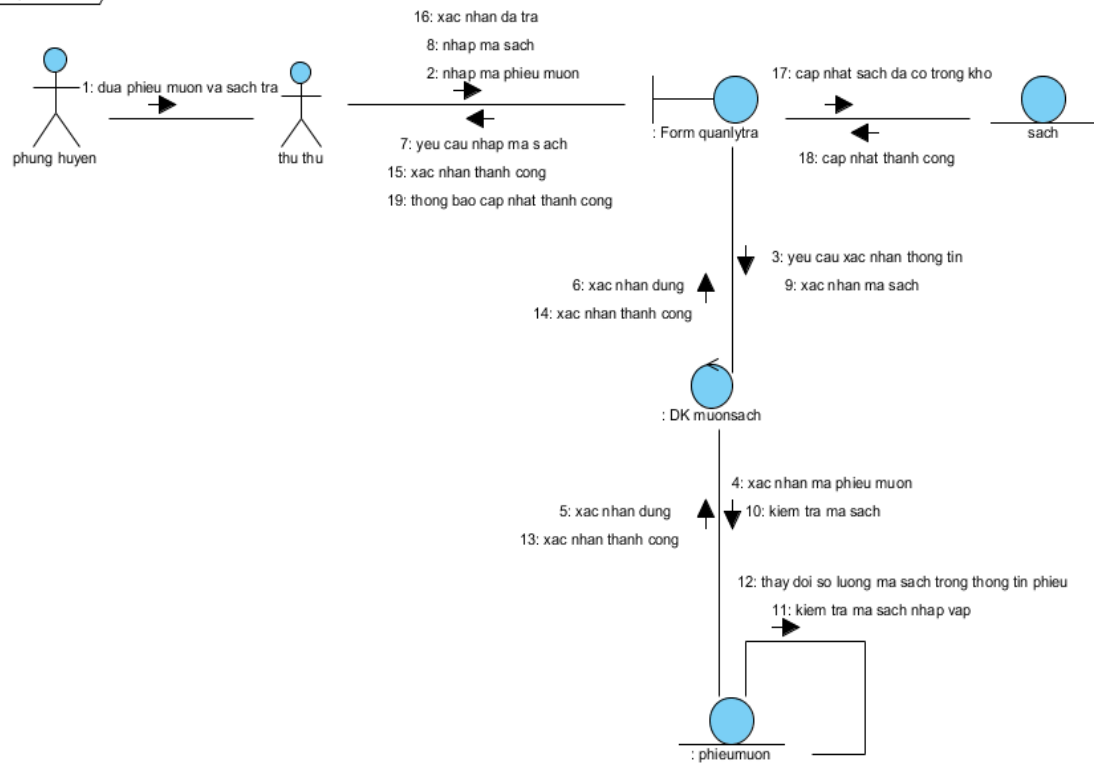 16: xac nhan da tra
8: nhap ma sach
2: nhap ma phieu muon
1: dua phieu muon va sach tra
17: cap nhat sach da co trong kho
phung huyen
thu thu
: Form quanlytra
sach
7: yeu cau nhap ma s ach
15: xac nhan thanh cong
19: thong bao cap nhat thanh cong
18: cap nhat thanh cong
3: yeu cau xac nhan thong tin
9: xac nhan ma sach
6: xac nhan dung
14: xac nhan thanh cong
: DK muonsach
4: xac nhan ma phieu muon
10: kiem tra ma sach
5: xac nhan dung
13: xac nhan thanh cong
12: thay doi so luong ma sach trong thong tin phieu
11: kiem tra ma sach nhap vap
: phieumuon